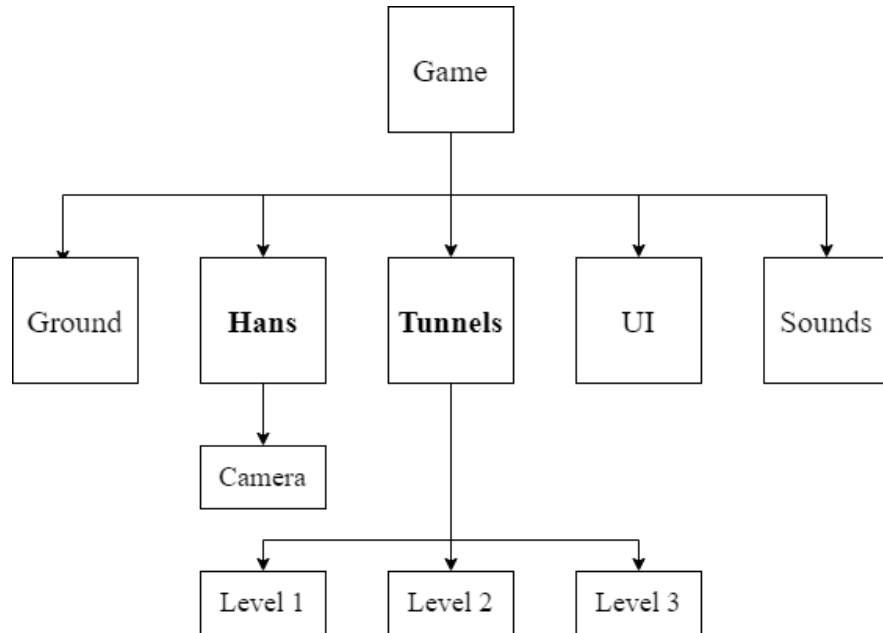 Game
Ground
Hans
Tunnels
UI
Sounds
Camera
Level 1
Level 2
Level 3